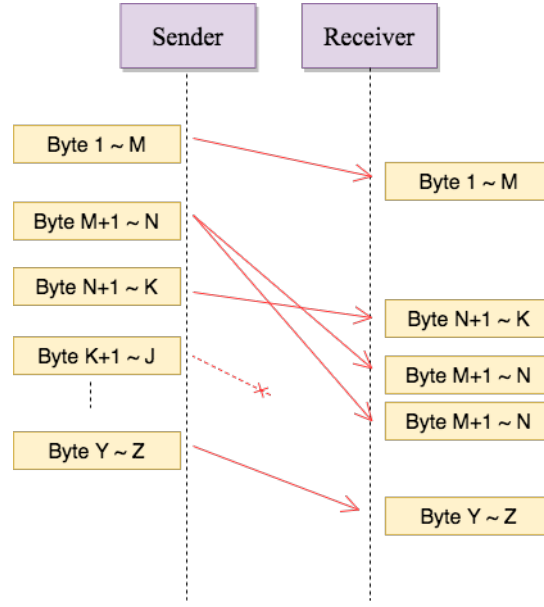 Sender
Receiver
Byte 1 ~ M
Byte 1 ~ M
Byte M+1 ~ N
Byte N+1 ~ K
Byte N+1 ~ K
Byte K+1 ~ J
Byte M+1 ~ N
Byte M+1 ~ N
Byte Y ~ Z
Byte Y ~ Z